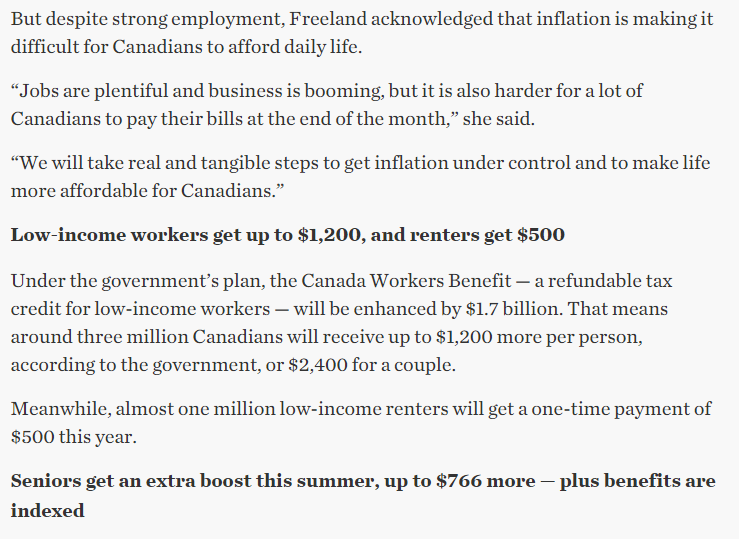 But despite strong employment, Freeland acknowledged that inflation is making it
difficult for Canadians to afford daily life.
“Jobs are plentiful and business is booming, but it is also harder for a lot of
Canadians to pay their bills at the end of the month,” she said.
“We will take real and tangible steps to get inflation under control and to make life
more affordable for Canadians.”
Low-income workers get up to $1,200, and renters get $500
Under the government’s plan, the Canada Workers Benefit — a refundable tax
credit for low-income workers — will be enhanced by $1.7 billion. That means
around three million Canadians will receive up to $1,200 more per person,
according to the government, or $2,400 for a couple.
Meanwhile, almost one million low-income renters will get a one-time payment of
$500 this year.
Seniors get an extra boost this summer, up to $766 more — plus benefits are
indexed